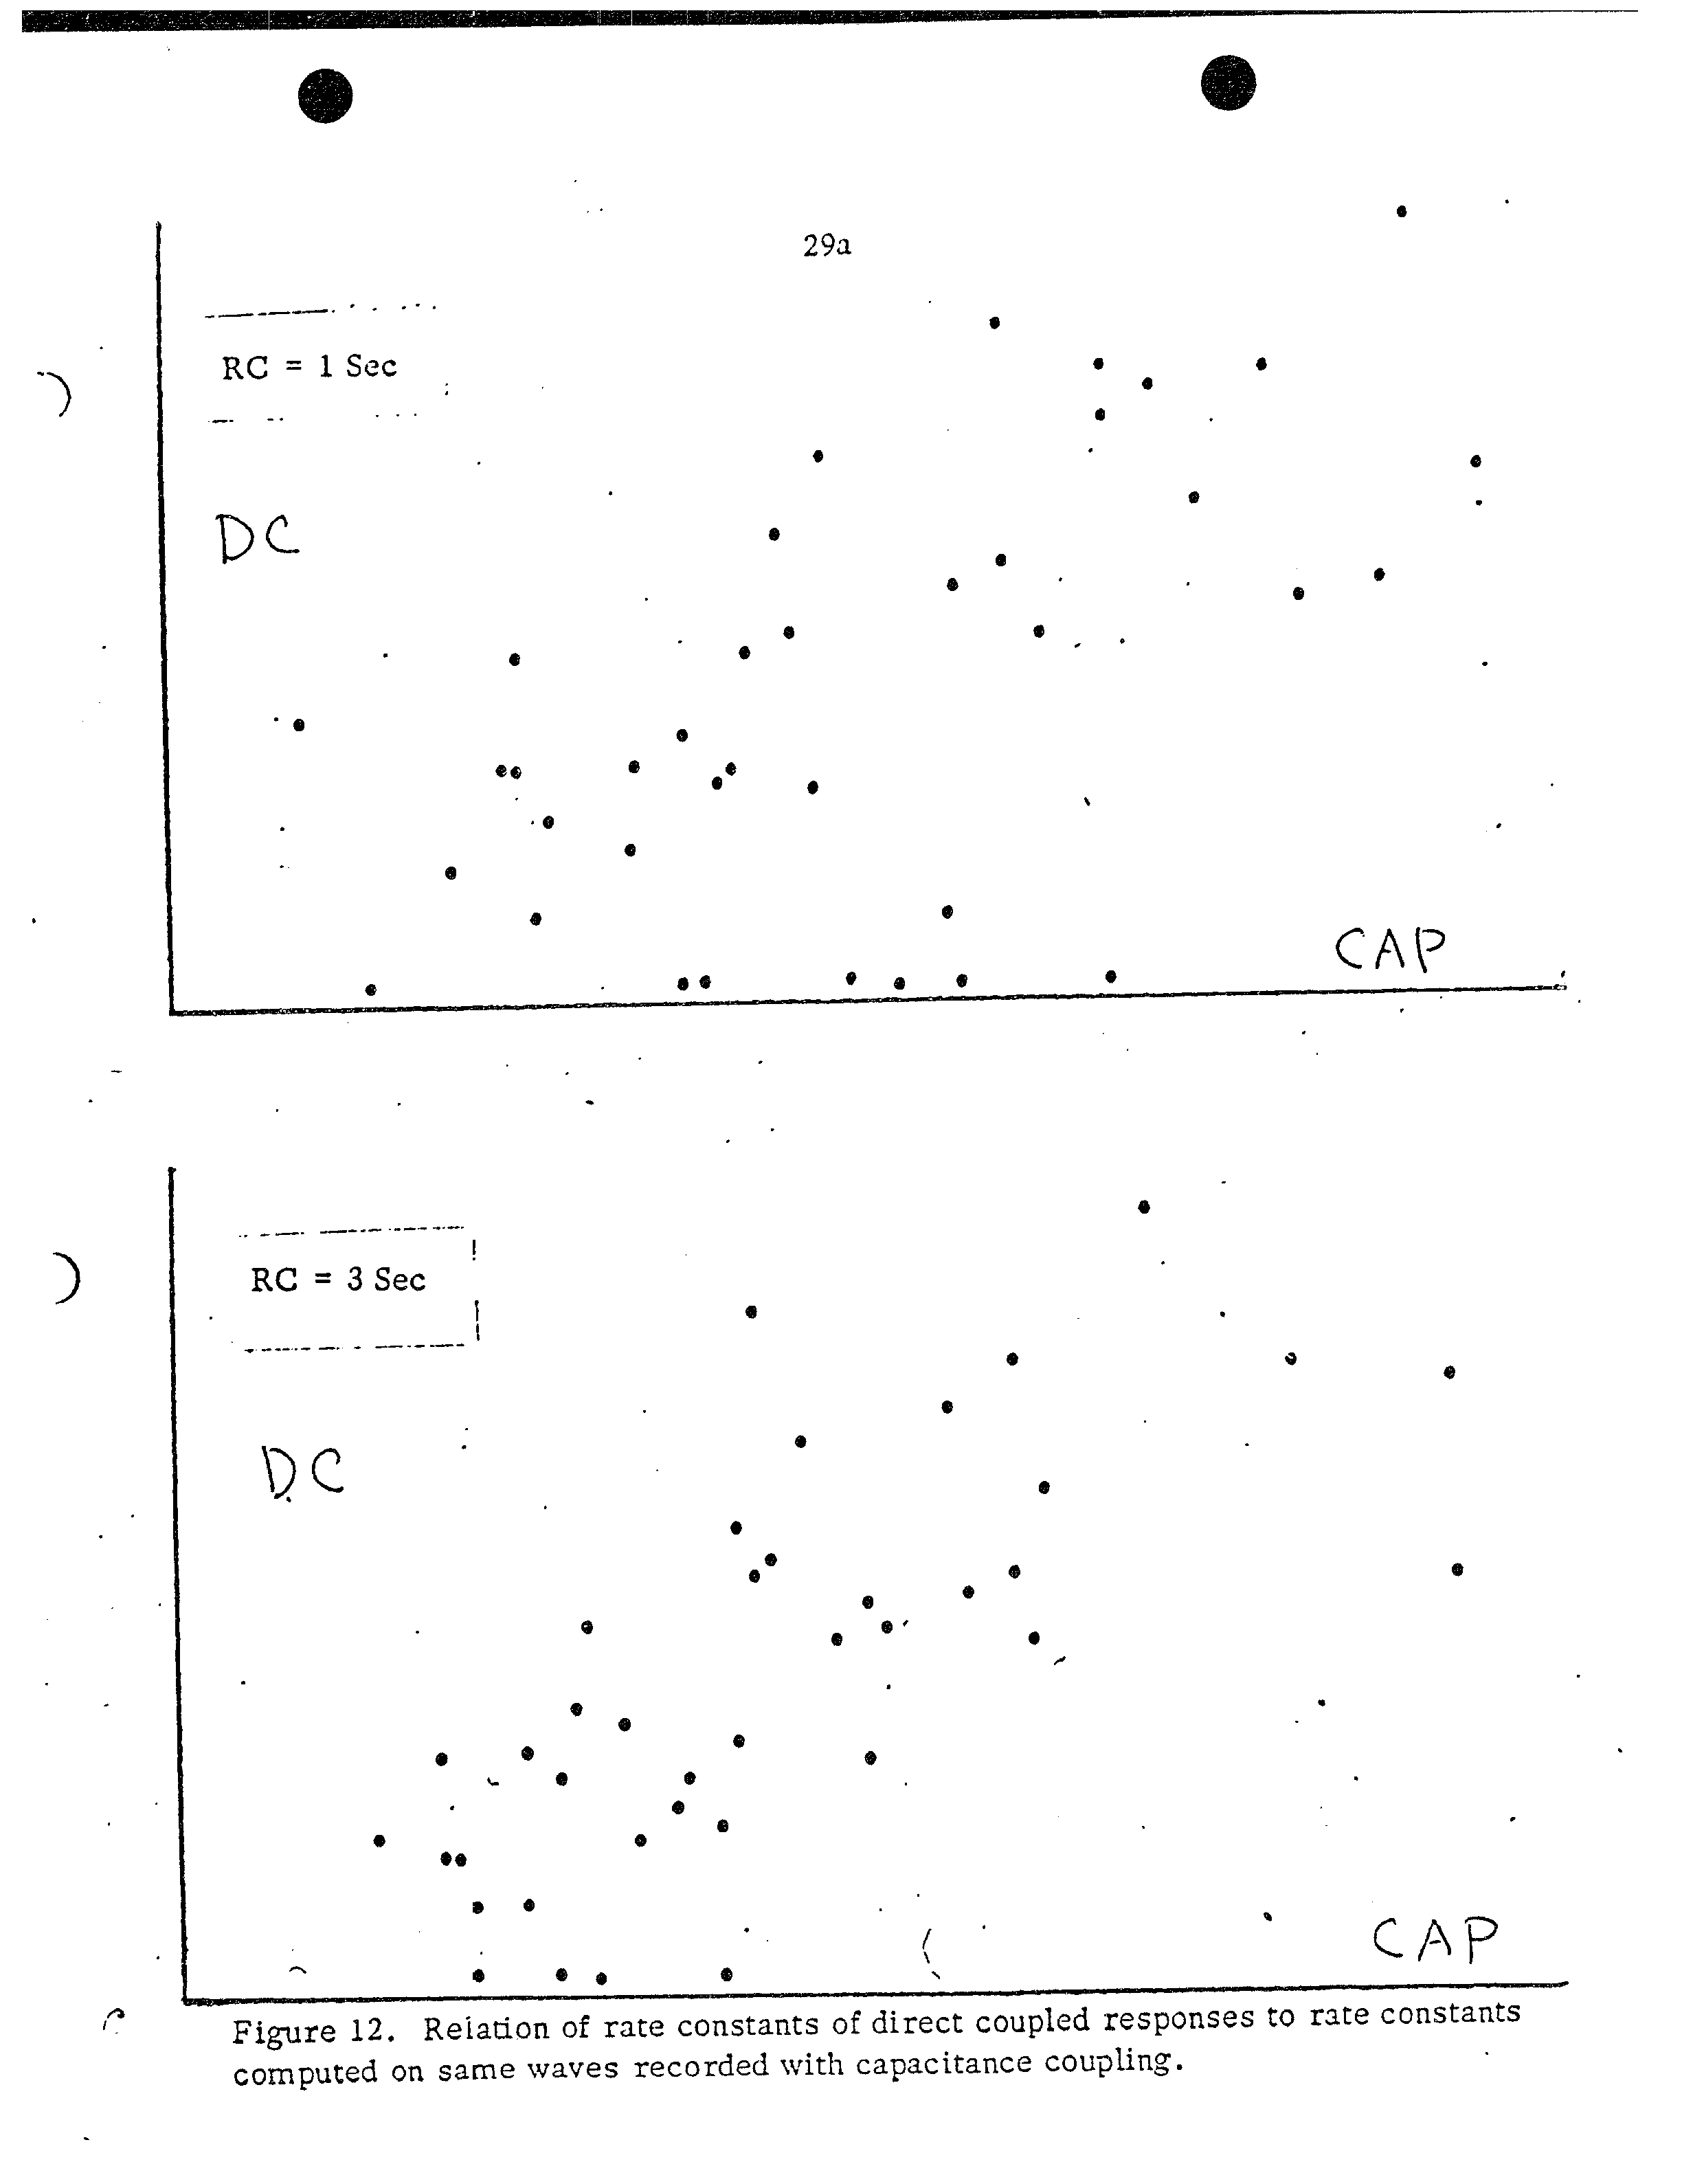 29a
RC = 1 Sec
DC
CAP
RC = 3 Sec
DC
CAP
Figure 12. Relation of rate constants of direct coupled responses to rate constants
computed on same waves recorded with capacitance coupling.